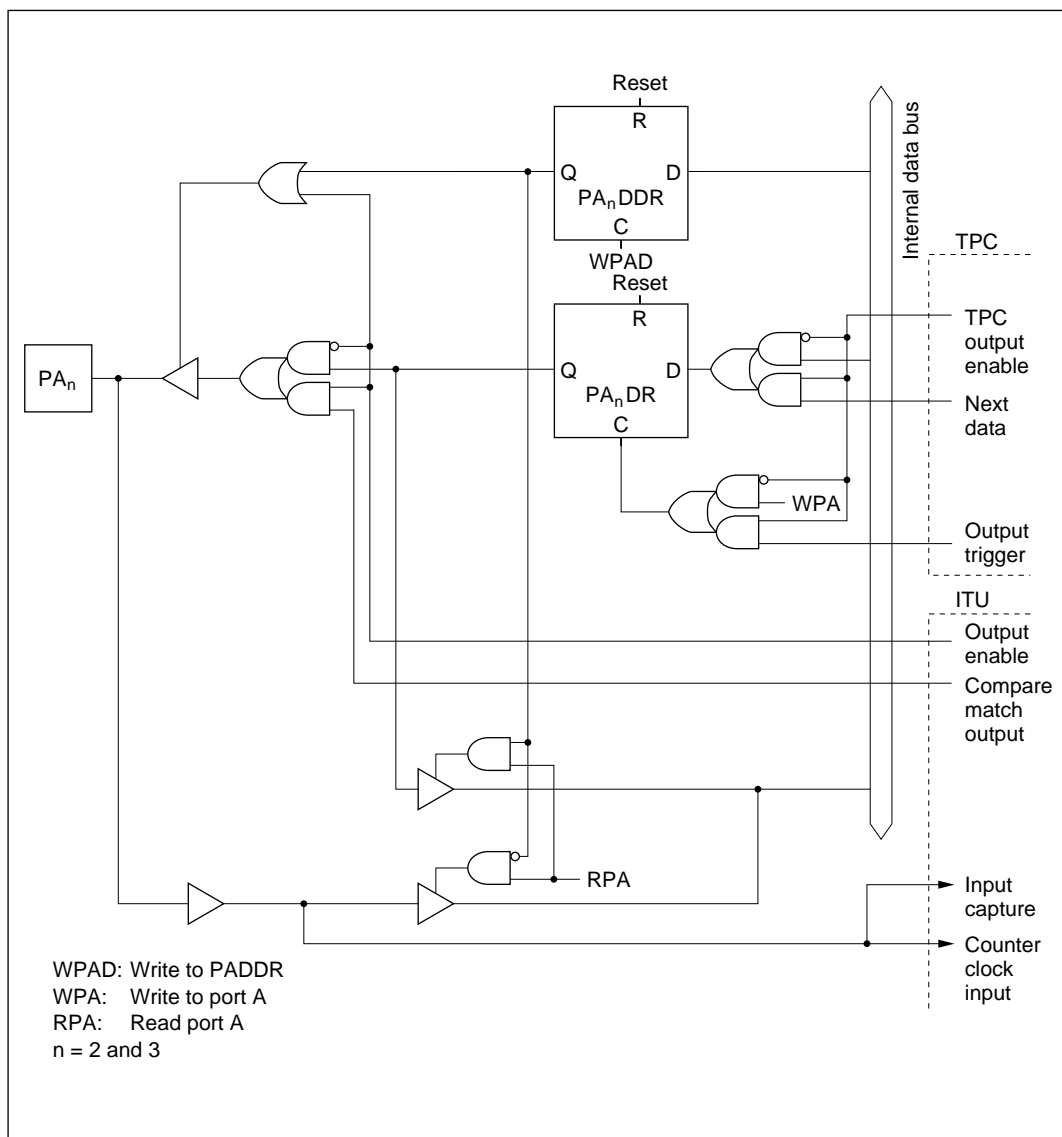 Reset
R
Q
D
PAnDDR
C
WPAD
Internal data bus
TPC
Reset
R
TPC
output
enable
PAn
Q
D
PAnDR
C
Next
data
WPA
Output
trigger
ITU
Output
enable
Compare
match
output
RPA
Input
capture
Counter
clock
input
WPAD: Write to PADDR
WPA: Write to port A
RPA: Read port A
n = 2 and 3